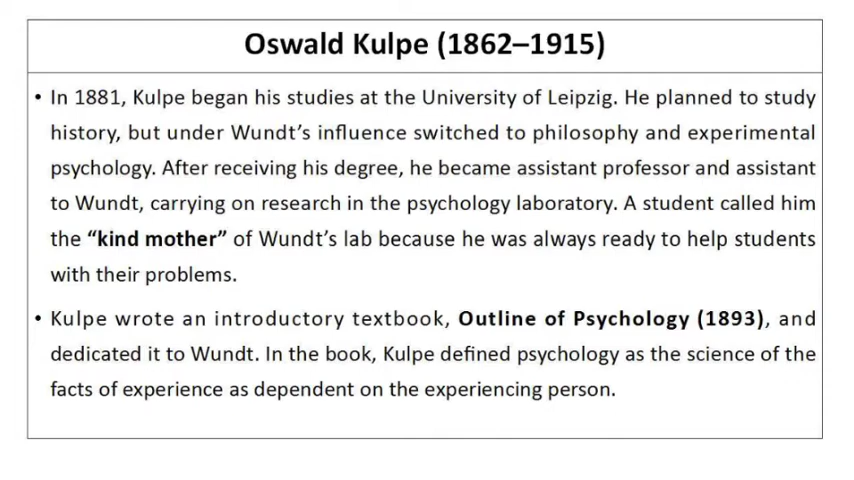 Oswald Kulpe (1862–1915)
• In 1881, Kulpe began his studies at the University of Leipzig. He planned to study
history, but under Wundt’s influence switched to philosophy and experimental
psychology. After receiving his degree, he became assistant professor and assistant
to Wundt, carrying on research in the psychology laboratory. A student called him
the “kind mother” of Wundt’s lab because he was always ready to help students
with their problems.
• Kulpe wrote an introductory textbook, Outline of Psychology (1893), and
dedicated it to Wundt. In the book, Kulpe defined psychology as the science of the
facts of experience as dependent on the experiencing person.